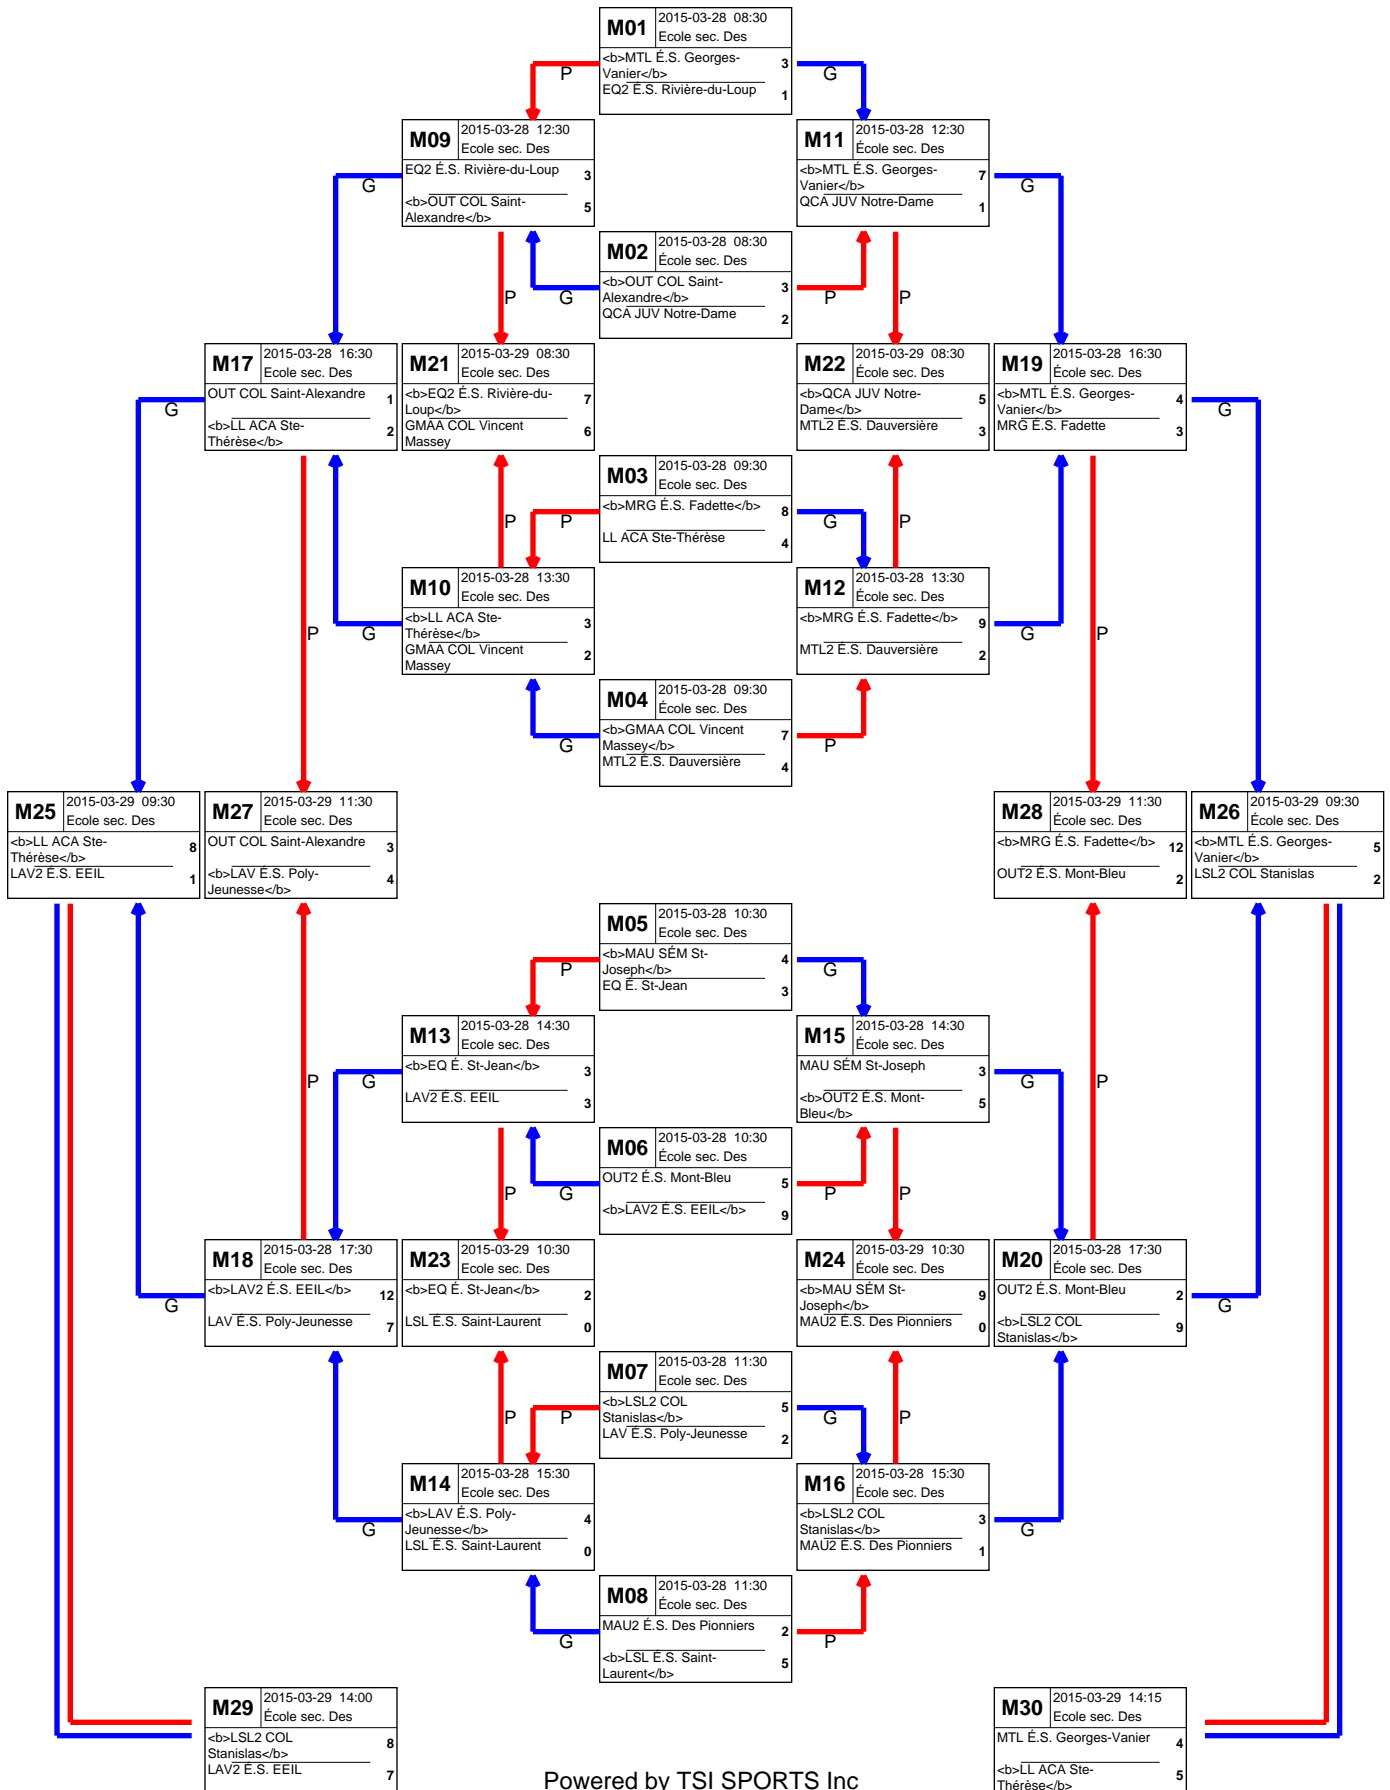 M01 2015-03-28 08:30
Ecole sec. Des
<b>MTL É.S. Georges-
Vanier</b> 3
EQ2 É.S. Rivière-du-Loup 1
P
G
M09 2015-03-28 12:30
Ecole sec. Des
EQ2 É.S. Rivière-du-Loup 3
<b>OUT COL Saint-
Alexandre</b> 5
M11 2015-03-28 12:30
École sec. Des
<b>MTL É.S. Georges-
Vanier</b> 7
QCA JUV Notre-Dame 1
G
G
M02 2015-03-28 08:30
École sec. Des
<b>OUT COL Saint-
Alexandre</b> 3
QCA JUV Notre-Dame 2
P
G
P
P
M17 2015-03-28 16:30
Ecole sec. Des
OUT COL Saint-Alexandre 1
<b>LL ACA Ste-
Thérèse</b> 2
M21 2015-03-29 08:30
Ecole sec. Des
<b>EQ2 É.S. Rivière-du-
Loup</b> 7
GMAA COL Vincent
Massey 6
M22 2015-03-29 08:30
École sec. Des
<b>QCA JUV Notre-
Dame</b> 5
MTL2 É.S. Dauversière 3
M19 2015-03-28 16:30
École sec. Des
<b>MTL É.S. Georges-
Vanier</b> 4
MRG É.S. Fadette 3
G
G
M03 2015-03-28 09:30
Ecole sec. Des
<b>MRG É.S. Fadette</b> 8
LL ACA Ste-Thérèse 4
P
P
G
P
M10 2015-03-28 13:30
Ecole sec. Des
<b>LL ACA Ste-
Thérèse</b> 3
GMAA COL Vincent
Massey 2
M12 2015-03-28 13:30
École sec. Des
<b>MRG É.S. Fadette</b> 9
MTL2 É.S. Dauversière 2
P
G
G
P
M04 2015-03-28 09:30
École sec. Des
<b>GMAA COL Vincent
Massey</b> 7
MTL2 É.S. Dauversière 4
G
P
M25 2015-03-29 09:30
Ecole sec. Des
<b>LL ACA Ste-
Thérèse</b> 8
LAV2 É.S. EEIL 1
M27 2015-03-29 11:30
Ecole sec. Des
OUT COL Saint-Alexandre 3
<b>LAV É.S. Poly-
Jeunesse</b> 4
M28 2015-03-29 11:30
École sec. Des
<b>MRG É.S. Fadette</b> 12
OUT2 É.S. Mont-Bleu 2
M26 2015-03-29 09:30
École sec. Des
<b>MTL É.S. Georges-
Vanier</b> 5
LSL2 COL Stanislas 2
M05 2015-03-28 10:30
Ecole sec. Des
<b>MAU SÉM St-
Joseph</b> 4
EQ É. St-Jean 3
P
G
M13 2015-03-28 14:30
Ecole sec. Des
<b>EQ É. St-Jean</b> 3
LAV2 É.S. EEIL 3
M15 2015-03-28 14:30
École sec. Des
MAU SÉM St-Joseph 3
<b>OUT2 É.S. Mont-
Bleu</b> 5
P
G
G
P
M06 2015-03-28 10:30
École sec. Des
OUT2 É.S. Mont-Bleu 5
<b>LAV2 É.S. EEIL</b> 9
P
G
P
P
M18 2015-03-28 17:30
Ecole sec. Des
<b>LAV2 É.S. EEIL</b> 12
LAV É.S. Poly-Jeunesse 7
M23 2015-03-29 10:30
Ecole sec. Des
<b>EQ É. St-Jean</b> 2
LSL É.S. Saint-Laurent 0
M24 2015-03-29 10:30
École sec. Des
<b>MAU SÉM St-
Joseph</b> 9
MAU2 É.S. Des Pionniers 0
M20 2015-03-28 17:30
École sec. Des
OUT2 É.S. Mont-Bleu 2
<b>LSL2 COL
Stanislas</b> 9
G
G
M07 2015-03-28 11:30
Ecole sec. Des
<b>LSL2 COL
Stanislas</b> 5
LAV É.S. Poly-Jeunesse 2
P
P
G
P
M14 2015-03-28 15:30
Ecole sec. Des
<b>LAV É.S. Poly-
Jeunesse</b> 4
LSL É.S. Saint-Laurent 0
M16 2015-03-28 15:30
École sec. Des
<b>LSL2 COL
Stanislas</b> 3
MAU2 É.S. Des Pionniers 1
G
G
M08 2015-03-28 11:30
École sec. Des
MAU2 É.S. Des Pionniers 2
<b>LSL É.S. Saint-
Laurent</b> 5
G
P
M29 2015-03-29 14:00
École sec. Des
<b>LSL2 COL
Stanislas</b> 8
LAV2 É.S. EEIL 7
M30 2015-03-29 14:15
École sec. Des
MTL É.S. Georges-Vanier 4
<b>LL ACA Ste-
Thérèse</b> 5
Powered by TSI SPORTS Inc